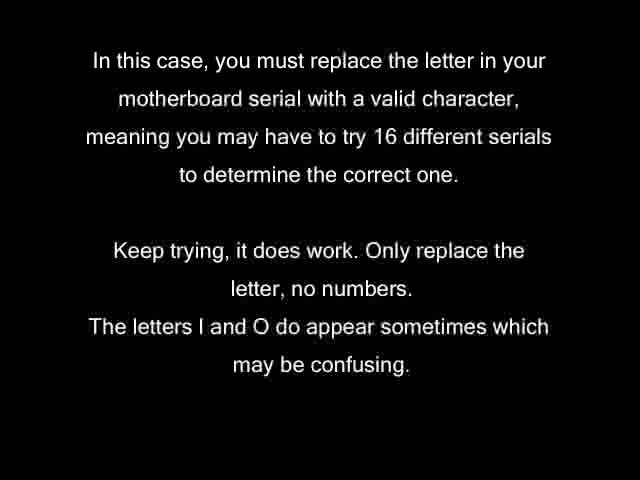 In this case, you must replace the letter in your
motherboard serial with a valid character,
meaning you may have to try 16 different serials
to determine the correct one.
Keep trying, it does work. Only replace the
letter, no numbers.
The letters I and O do appear sometimes which
may be confusing.